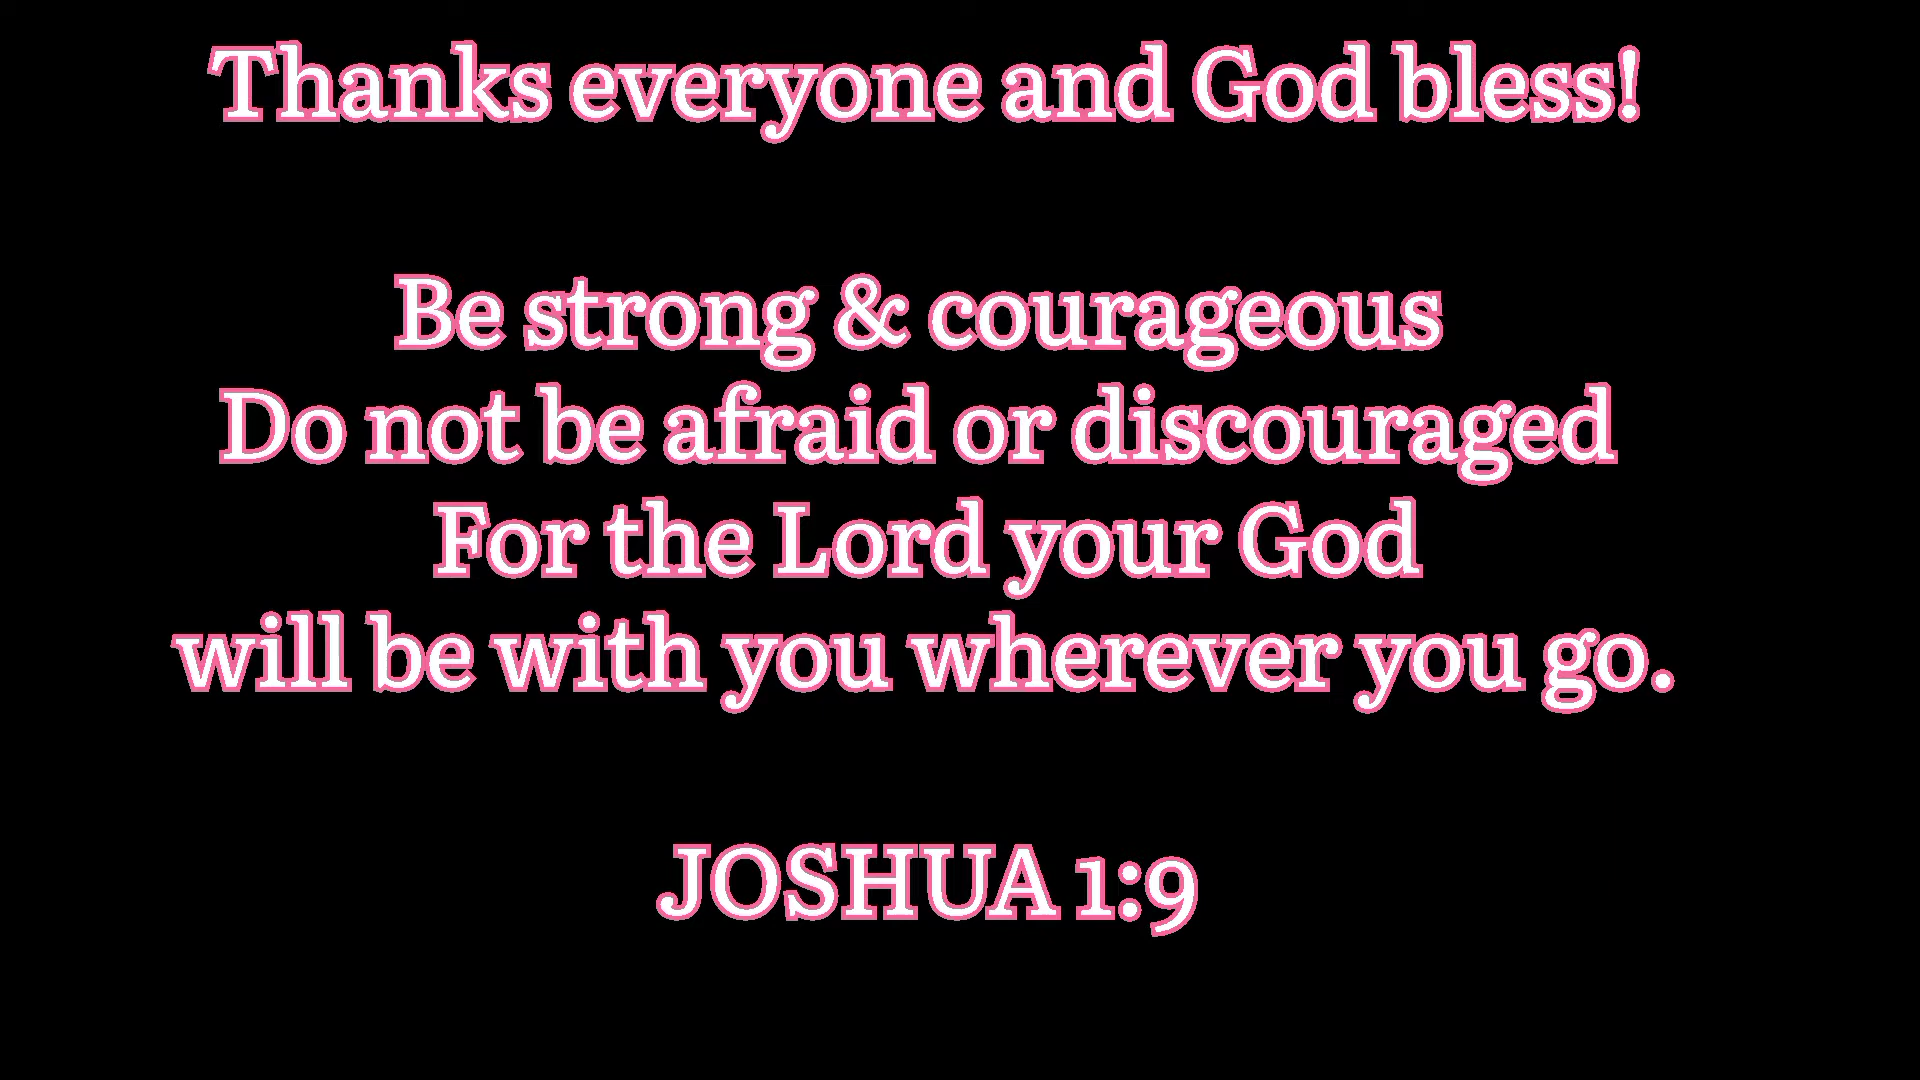 Thanks everyone and God bless!
Be strong & courageous
Do not be afraid or discouraged
For the Lord your God
will be with you wherever you go.
JOSHUA 1:9